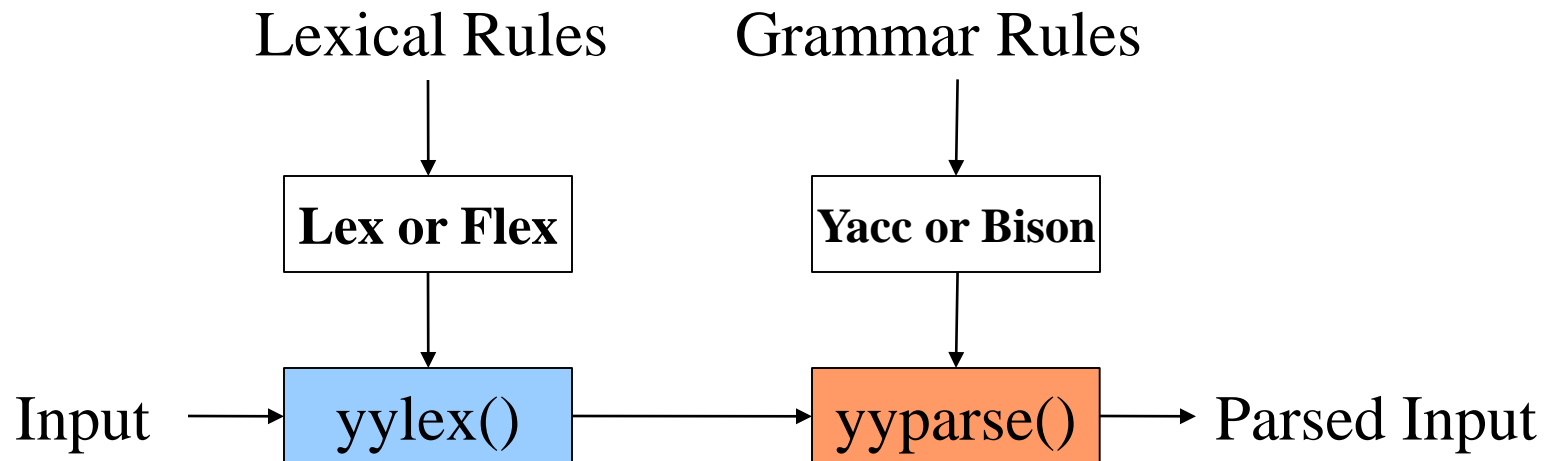 Lexical Rules
Grammar Rules
Lex or Flex
Yacc or Bison
Input
yylex()
yyparse()
Parsed Input